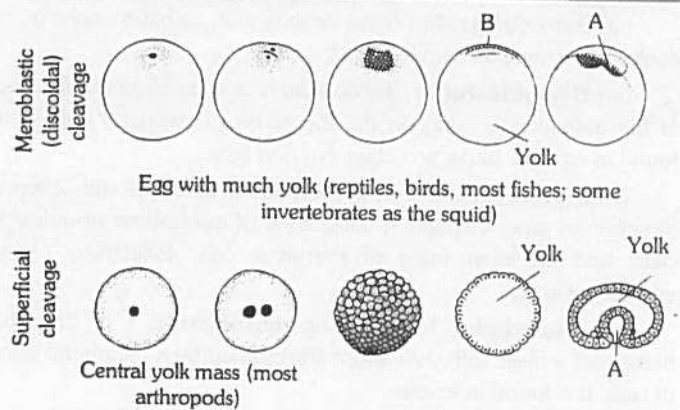 B
A
Meroblastic
(discoidal)
cleavage
Yolk
Egg with much yolk (reptiles, birds, most fishes; some
invertebrates as the squid)
Superficial
cleavage
Yolk
Yolk
A
Central yolk mass (most
arthropods)